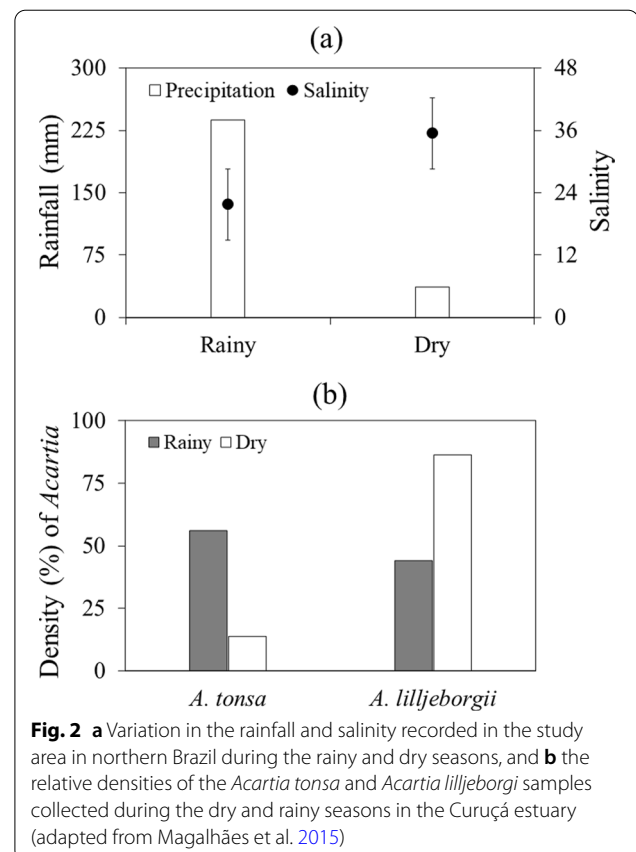 (a)
Precipitation Salinity
Rainfall (mm)
300
225
150
75
0
48
36
24
12
0
Salinity
Rainy Dry
(b)
Rainy Dry
Density (%) of Acartia
100
75
50
25
0
A. tonsa A. lilljeborgii
Fig. 2 a Variation in the rainfall and salinity recorded in the study
area in northern Brazil during the rainy and dry seasons, and b the
relative densities of the Acartia tonsa and Acartia lilljeborgi samples
collected during the dry and rainy seasons in the Curuçá estuary
(adapted from Magalhães et al. 2015)